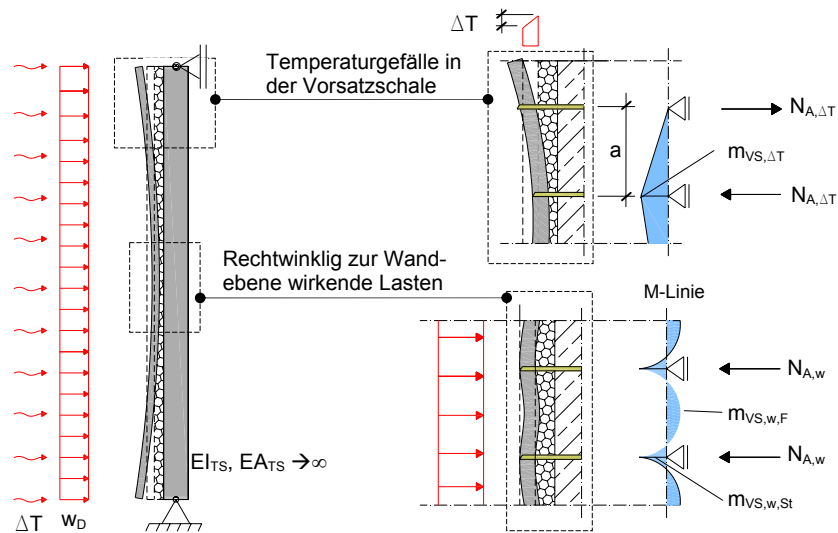 ΔT
Temperaturgefälle in
der Vorsatzschale
N_A,ΔT
a
m_VS,ΔT
N_A,ΔT
Rechtwinklig zur Wand-
ebene wirkende Lasten
M-Linie
N_A,w
m_VS,w,F
N_A,w
EI_TS, EA_TS →∞
m_VS,w,St
ΔT w_D